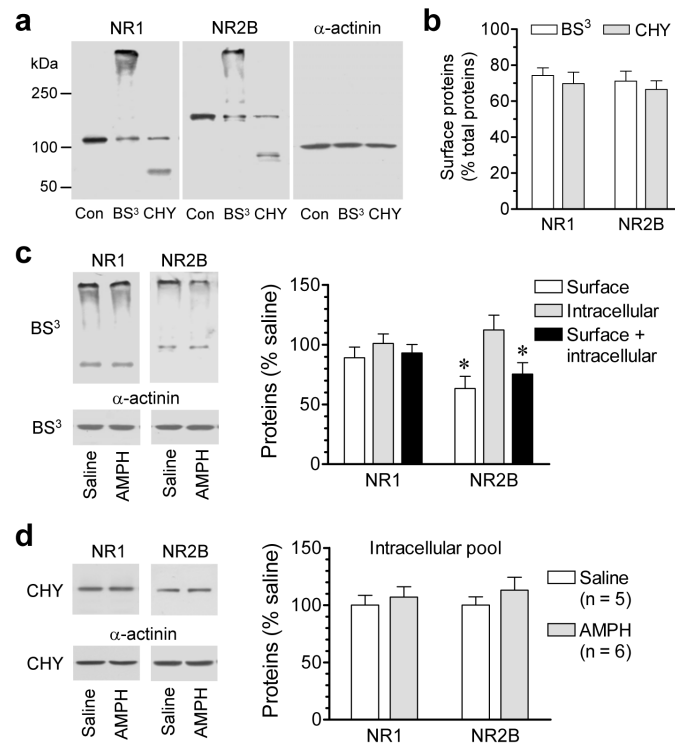 a
NR1 NR2B α-actinin
kDa
250
100
50
Con BS³ CHY Con BS³ CHY Con BS³ CHY
b
BS³ CHY
Surface proteins
(% total proteins)
100
80
60
40
20
0
NR1 NR2B
c
NR1 NR2B
BS³
α-actinin
BS³
Saline AMPH Saline AMPH
Proteins (% saline)
150
100
50
0
* *
NR1 NR2B
Surface
Intracellular
Surface +
intracellular
d
NR1 NR2B
CHY
α-actinin
CHY
Saline AMPH Saline AMPH
Intracellular pool
Proteins (% saline)
150
100
50
0
NR1 NR2B
Saline
(n = 5)
AMPH
(n = 6)